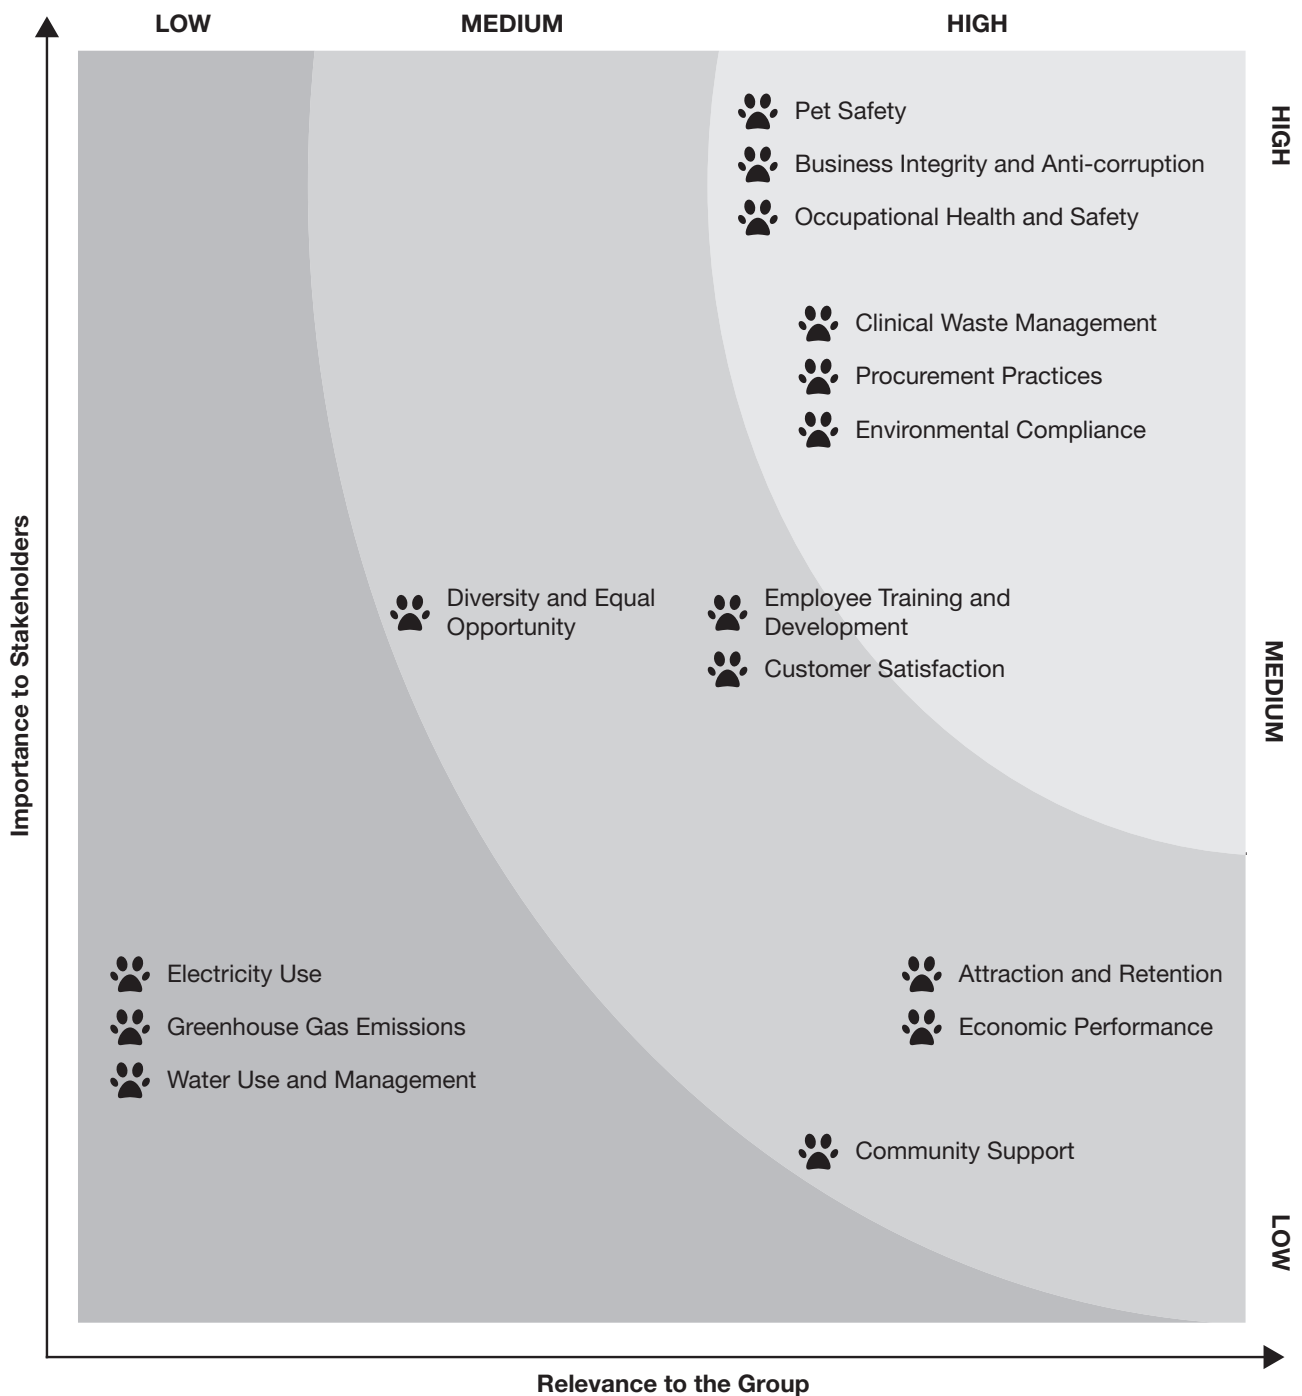 LOW
MEDIUM
HIGH
Pet Safety
Business Integrity and Anti-corruption
Occupational Health and Safety
HIGH
Clinical Waste Management
Procurement Practices
Environmental Compliance
Importance to Stakeholders
Diversity and Equal
Opportunity
Employee Training and
Development
Customer Satisfaction
MEDIUM
Electricity Use
Greenhouse Gas Emissions
Water Use and Management
Attraction and Retention
Economic Performance
Community Support
LOW
Relevance to the Group